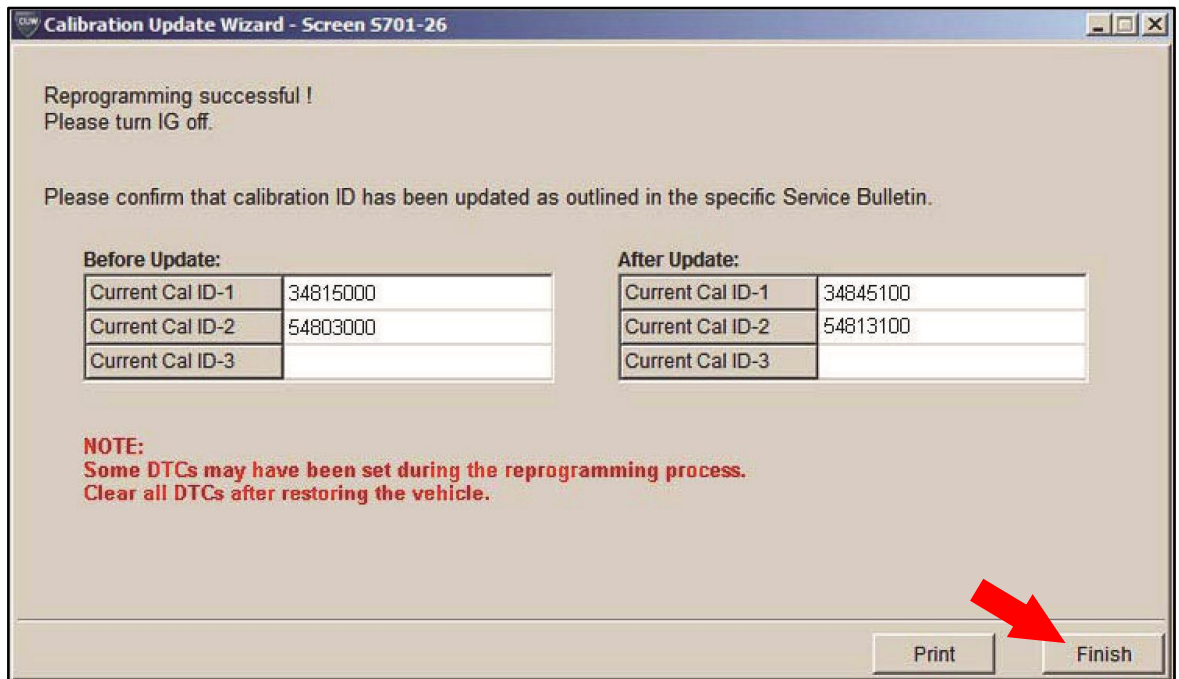 CUW Calibration Update Wizard - Screen S701-26
Reprogramming successful !
Please turn IG off.
Please confirm that calibration ID has been updated as outlined in the specific Service Bulletin.
Before Update:
Current Cal ID-1 34815000
Current Cal ID-2 54803000
Current Cal ID-3
After Update:
Current Cal ID-1 34845100
Current Cal ID-2 54813100
Current Cal ID-3
NOTE:
Some DTCs may have been set during the reprogramming process.
Clear all DTCs after restoring the vehicle.
Print Finish